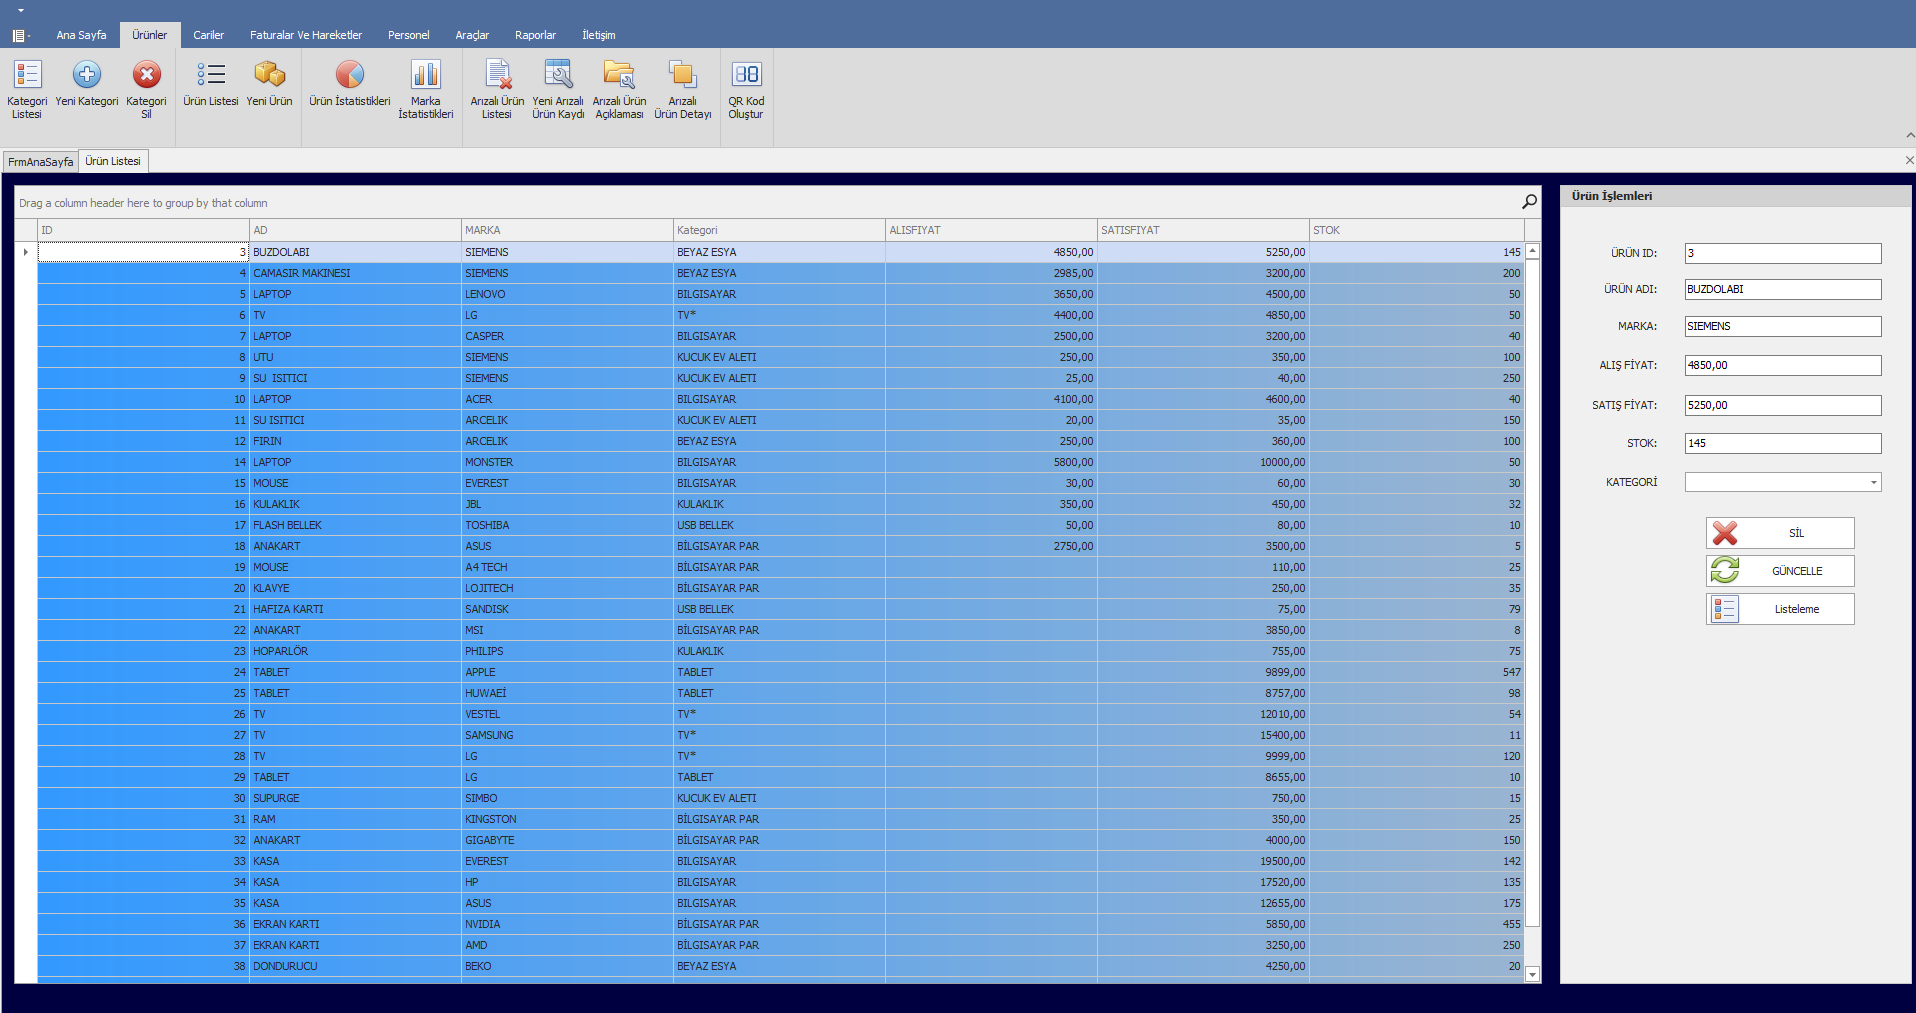 Ana Sayfa Ürünler Cariler Faturalar Ve Hareketler Personel Araçlar Raporlar İletişim
Kategori Listesi Yeni Kategori Kategori Sil Ürün Listesi Yeni Ürün Ürün İstatistikleri Marka İstatistikleri Arızalı Ürün Listesi Yeni Arızalı Ürün Kaydı Arızalı Ürün Açıklaması Arızalı Ürün Detayı QR Kod Oluştur
FrmAnaSayfa Ürün Listesi
Drag a column header here to group by that column
ID AD MARKA Kategori ALISFIYAT SATISFIYAT STOK
3 BUZDOLABI SIEMENS BEYAZ ESYA 4850,00 5250,00 145
4 CAMASIR MAKINESI SIEMENS BEYAZ ESYA 2985,00 3200,00 200
5 LAPTOP LENOVO BILGISAYAR 3650,00 4500,00 50
6 TV LG TV* 4400,00 4850,00 50
7 LAPTOP CASPER BILGISAYAR 2500,00 3200,00 40
8 UTU SIEMENS KUCUK EV ALETI 250,00 350,00 100
9 SU ISITICI SIEMENS KUCUK EV ALETI 25,00 40,00 250
10 LAPTOP ACER BILGISAYAR 4100,00 4600,00 40
11 SU ISITICI ARCELIK KUCUK EV ALETI 20,00 35,00 150
12 FIRIN ARCELIK BEYAZ ESYA 250,00 360,00 100
14 LAPTOP MONSTER BILGISAYAR 5800,00 10000,00 50
15 MOUSE EVEREST BILGISAYAR 30,00 60,00 30
16 KULAKLIK JBL KULAKLIK 350,00 450,00 32
17 FLASH BELLEK TOSHIBA USB BELLEK 50,00 80,00 10
18 ANAKART ASUS BİLGISAYAR PAR 2750,00 3500,00 5
19 MOUSE A4 TECH BİLGISAYAR PAR 110,00 25
20 KLAVYE LOJITECH BİLGISAYAR PAR 250,00 35
21 HAFIZA KARTI SANDISK USB BELLEK 75,00 79
22 ANAKART MSI BİLGISAYAR PAR 3850,00 8
23 HOPARLÖR PHILIPS KULAKLIK 755,00 75
24 TABLET APPLE TABLET 9899,00 547
25 TABLET HUWAEİ TABLET 8757,00 98
26 TV VESTEL TV* 12010,00 54
27 TV SAMSUNG TV* 15400,00 11
28 TV LG TV* 9999,00 120
29 TABLET LG TABLET 8655,00 10
30 SUPURGE SIMBO KUCUK EV ALETI 750,00 15
31 RAM KINGSTON BİLGISAYAR PAR 350,00 25
32 ANAKART GIGABYTE BİLGISAYAR PAR 4000,00 150
33 KASA EVEREST BILGISAYAR 19500,00 142
34 KASA HP BILGISAYAR 17520,00 135
35 KASA ASUS BILGISAYAR 12655,00 175
36 EKRAN KARTI NVIDIA BİLGISAYAR PAR 5850,00 455
37 EKRAN KARTI AMD BİLGISAYAR PAR 3250,00 250
38 DONDURUCU BEKO BEYAZ ESYA 4250,00 20
Ürün İşlemleri
ÜRÜN ID: 3
ÜRÜN ADI: BUZDOLABI
MARKA: SIEMENS
ALIŞ FİYAT: 4850,00
SATIŞ FİYAT: 5250,00
STOK: 145
KATEGORİ
SİL
GÜNCELLE
Listeleme